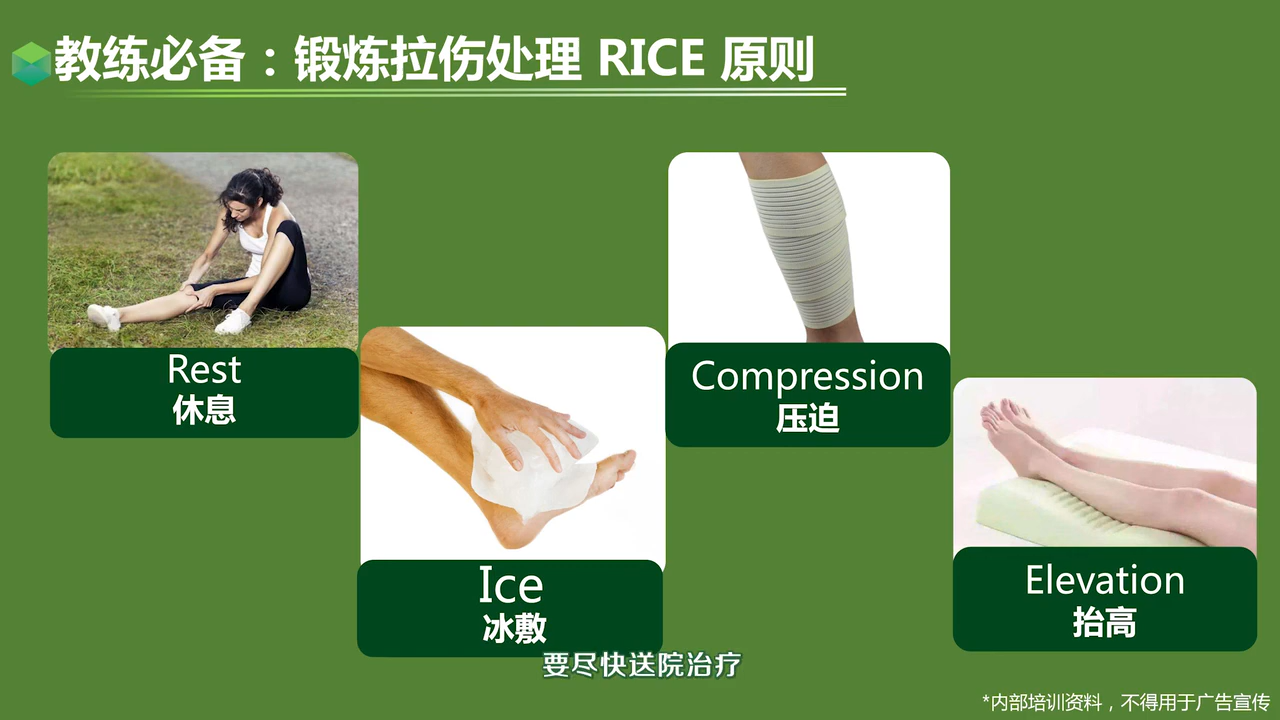 教练必备：锻炼拉伤处理 RICE 原则
Rest
休息
Ice
冰敷
Compression
压迫
Elevation
抬高
要尽快送院治疗
*内部培训资料，不得用于广告宣传